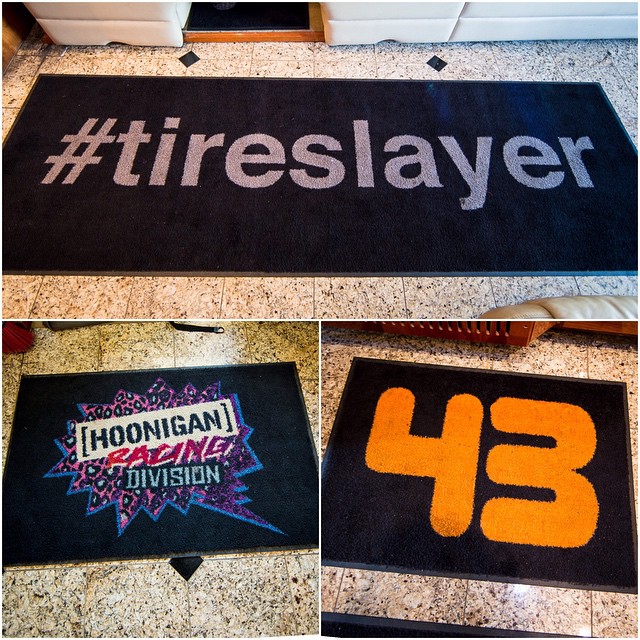 #tireslayer
[HOONIGAN]
RACING
DIVISION
43